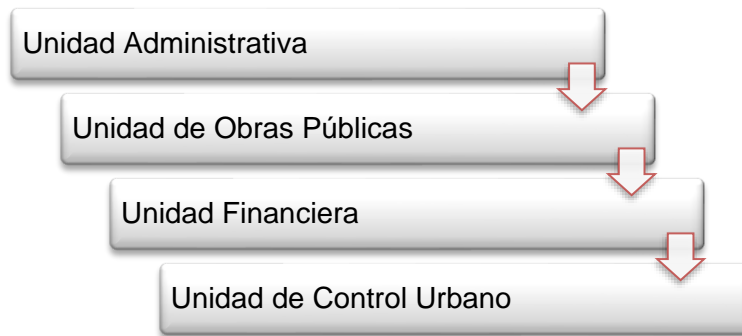 Unidad Administrativa
Unidad de Obras Públicas
Unidad Financiera
Unidad de Control Urbano